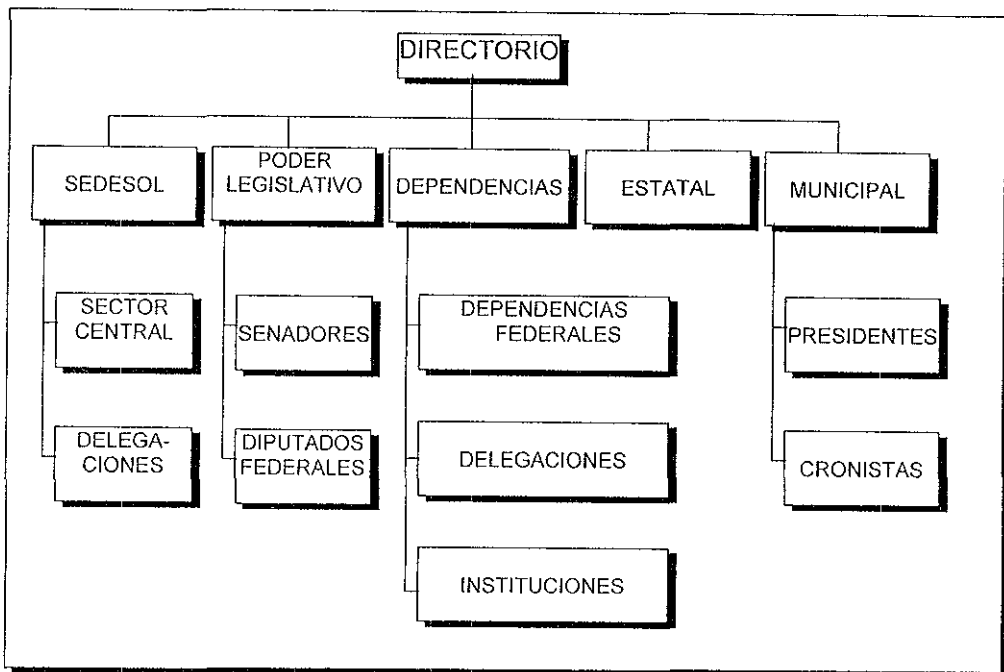 DIRECTORIO
SEDESOL
PODER
LEGISLATIVO
DEPENDENCIAS
ESTATAL
MUNICIPAL
SECTOR
CENTRAL
SENADORES
DEPENDENCIAS
FEDERALES
PRESIDENTES
DELEGA-
CIONES
DIPUTADOS
FEDERALES
DELEGACIONES
CRONISTAS
INSTITUCIONES